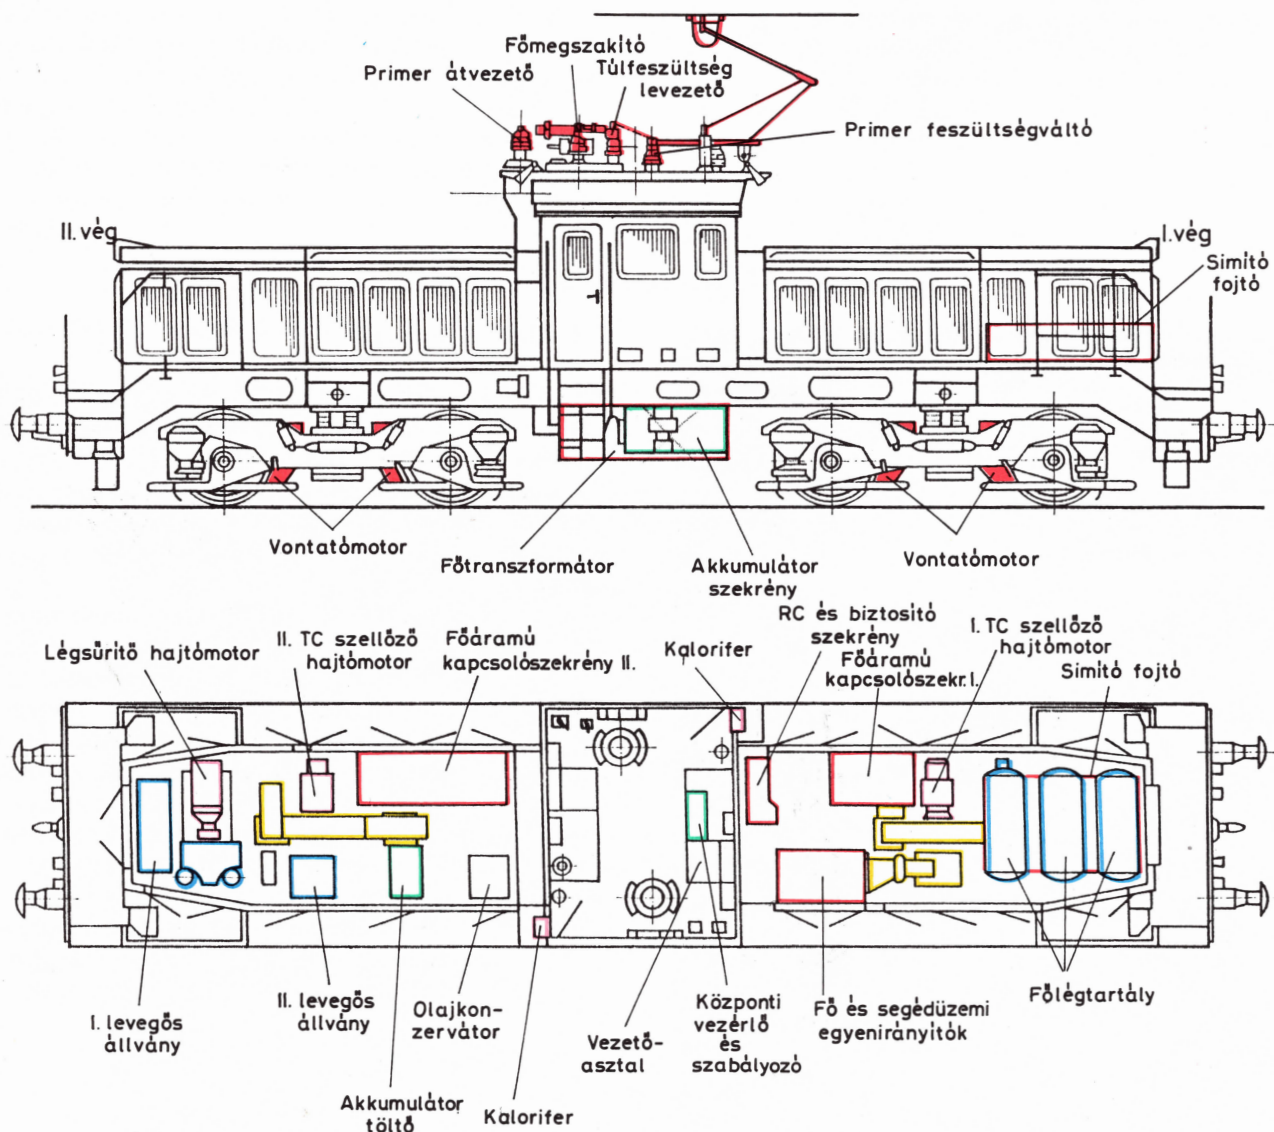 Főmegszakító
Primer átvezető
Túlfeszültség
levezető
Primer feszültségváltó
II. vég
I. vég
Simító
fojtó
Vontatómotor
Főtranszformátor
Akkumulátor
szekrény
Vontatómotor
Légsűrítő hajtómotor
II. TC szellőző
hajtómotor
Főáramú
kapcsolószekrény II.
Kalorifer
RC és biztosító
szekrény
Főáramú
kapcsolószekr. I.
I. TC szellőző
hajtómotor
Simító fojtó
I. levegős
állvány
II. levegős
állvány
Akkumulátor
töltő
Olajkon-
zervátor
Kalorifer
Vezető-
asztal
Központi
vezérlő
és
szabályozó
Fő és segédüzemi
egyenirányítók
Főlégtartály